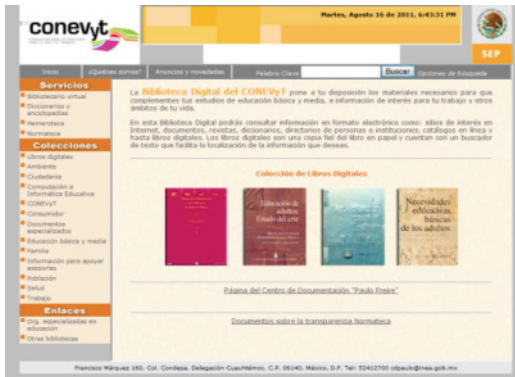 conevyt
Martes, Agosto 16 de 2011, 6:43:31 PM
SEP
Inicio
¿Quiénes somos?
Anuncios y novedades
Palabra Clave
Buscar
Opciones de búsqueda
Servicios
Bibliotecario virtual
Diccionarios y
enciclopedias
Hemeroteca
Normateca
Colecciones
Libros digitales
Ambiente
Ciudadanía
Computación e
Informática Educativa
CONEVyT
Consumidor
Documentos
especializados
Educación básica y media
Familia
Información para apoyar
asesorías
Población
Salud
Trabajo
Enlaces
Org. especializadas en
educación
Otras bibliotecas
La Biblioteca Digital del CONEVyT pone a tu disposición los materiales necesarios para que
complementes tus estudios de educación básica y media, e información de interés para tu trabajo y otros
ámbitos de tu vida.
En esta Biblioteca Digital podrás consultar información en formato electrónico como: sitios de interés en
Internet, documentos, revistas, diccionarios, directorios de personas e instituciones, catálogos en línea y
hasta libros digitales. Los libros digitales son una copia fiel del libro en papel y cuentan con un buscador
de texto que facilita la localización de la información que deseas.
Colección de Libros Digitales
Educación de
adultos:
Estado del arte
Necesidades
educativas
básicas
de los adultos
Página del Centro de Documentación "Paulo Freire"
Documentos sobre la transparencia Normateca
Francisco Márquez 160, Col. Condesa, Delegación Cuauhtémoc, C.P. 06140, México, D.F. Tel: 52412700 cdpaulo@inea.gob.mx